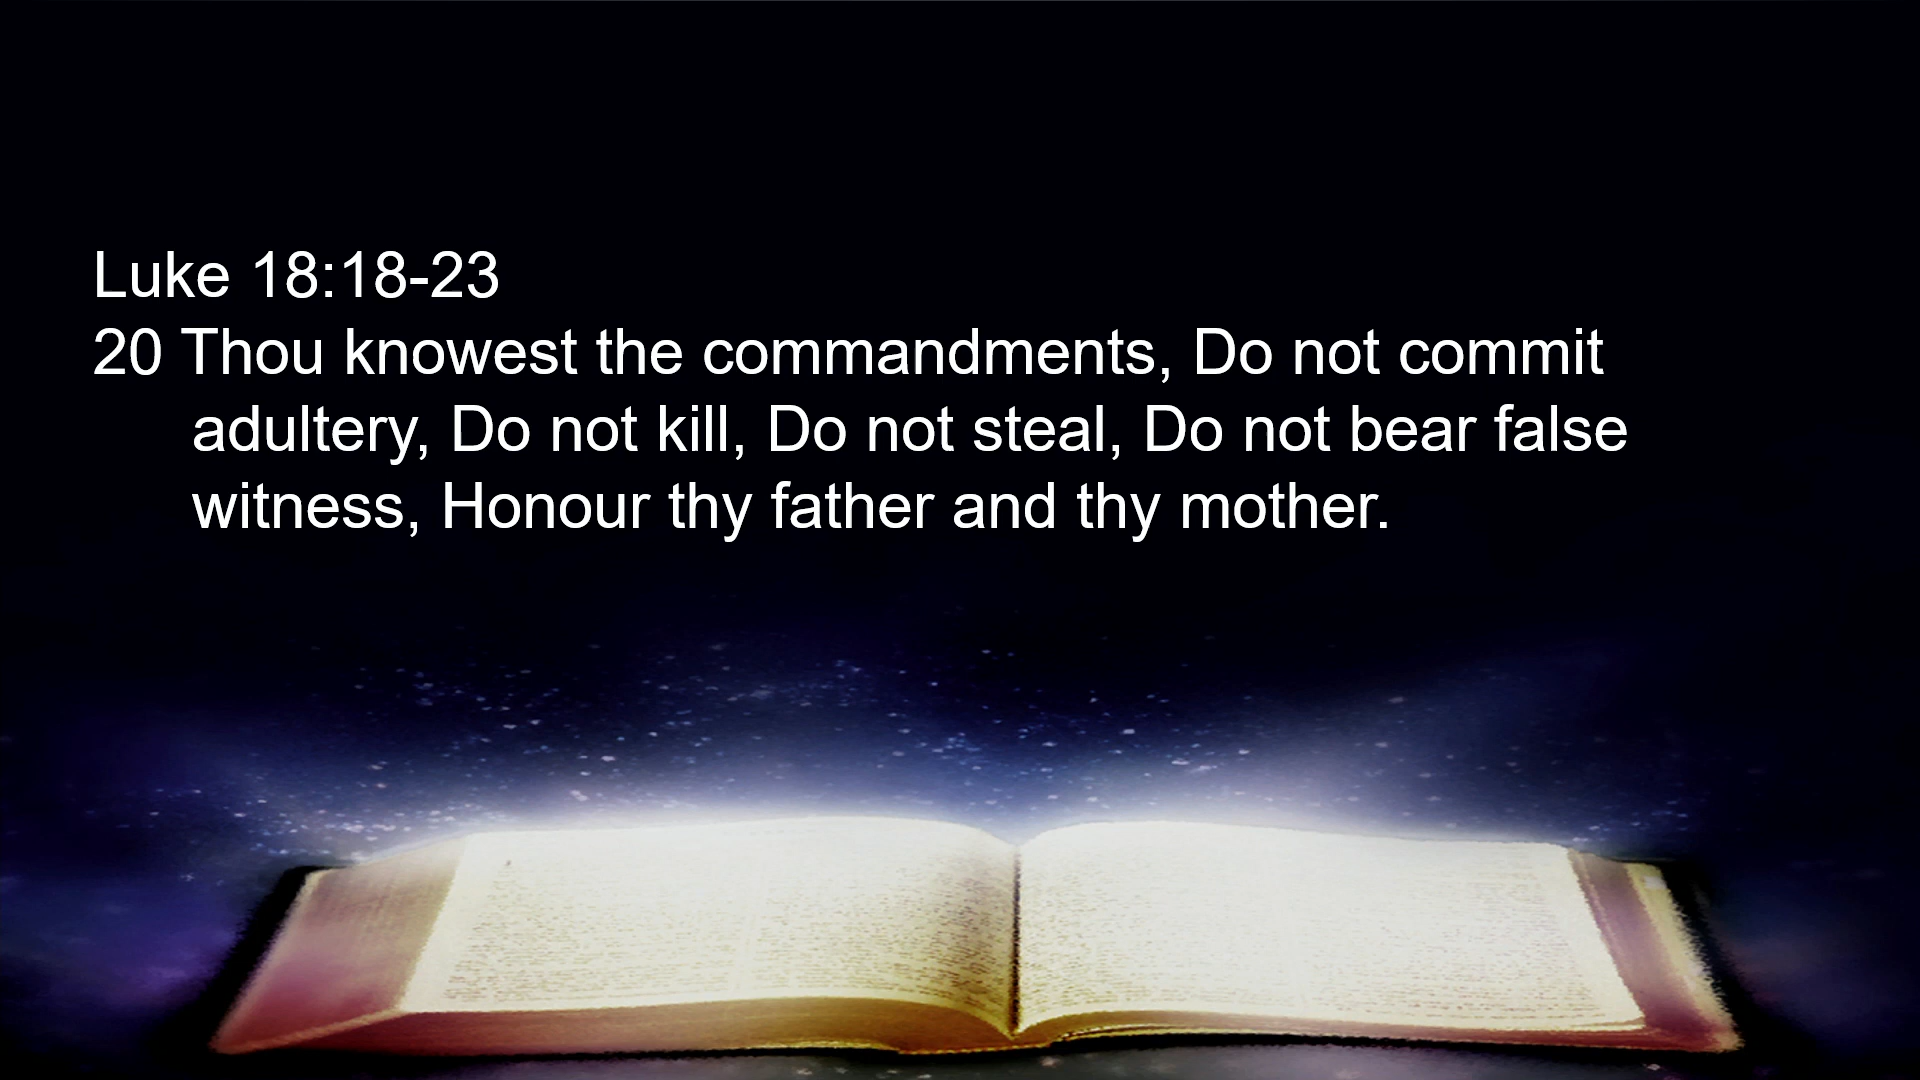 Luke 18:18-23
20 Thou knowest the commandments, Do not commit
adultery, Do not kill, Do not steal, Do not bear false
witness, Honour thy father and thy mother.